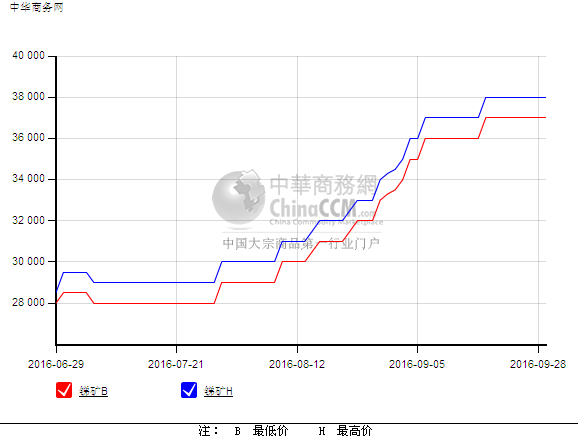 中华商务网
40 000
38 000
36 000
34 000
32 000
30 000
28 000
中華商務網
ChinaCCM.com
China Commodity Marketplace
中国大宗商品第一行业门户
2016-06-29
2016-07-21
2016-08-12
2016-09-05
2016-09-28
锑矿B
锑矿H
注： B 最低价 H 最高价